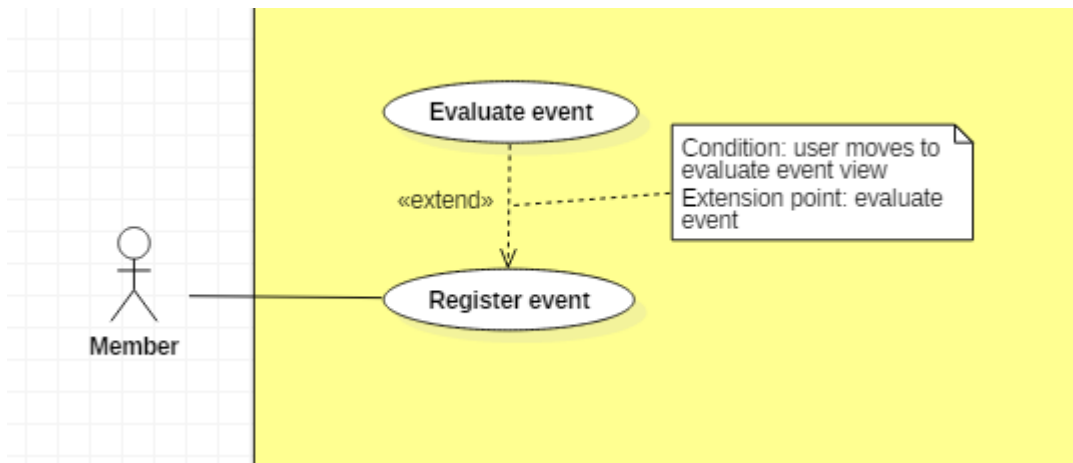 Evaluate event
Condition: user moves to
evaluate event view
Extension point: evaluate
event
«extend»
Register event
Member